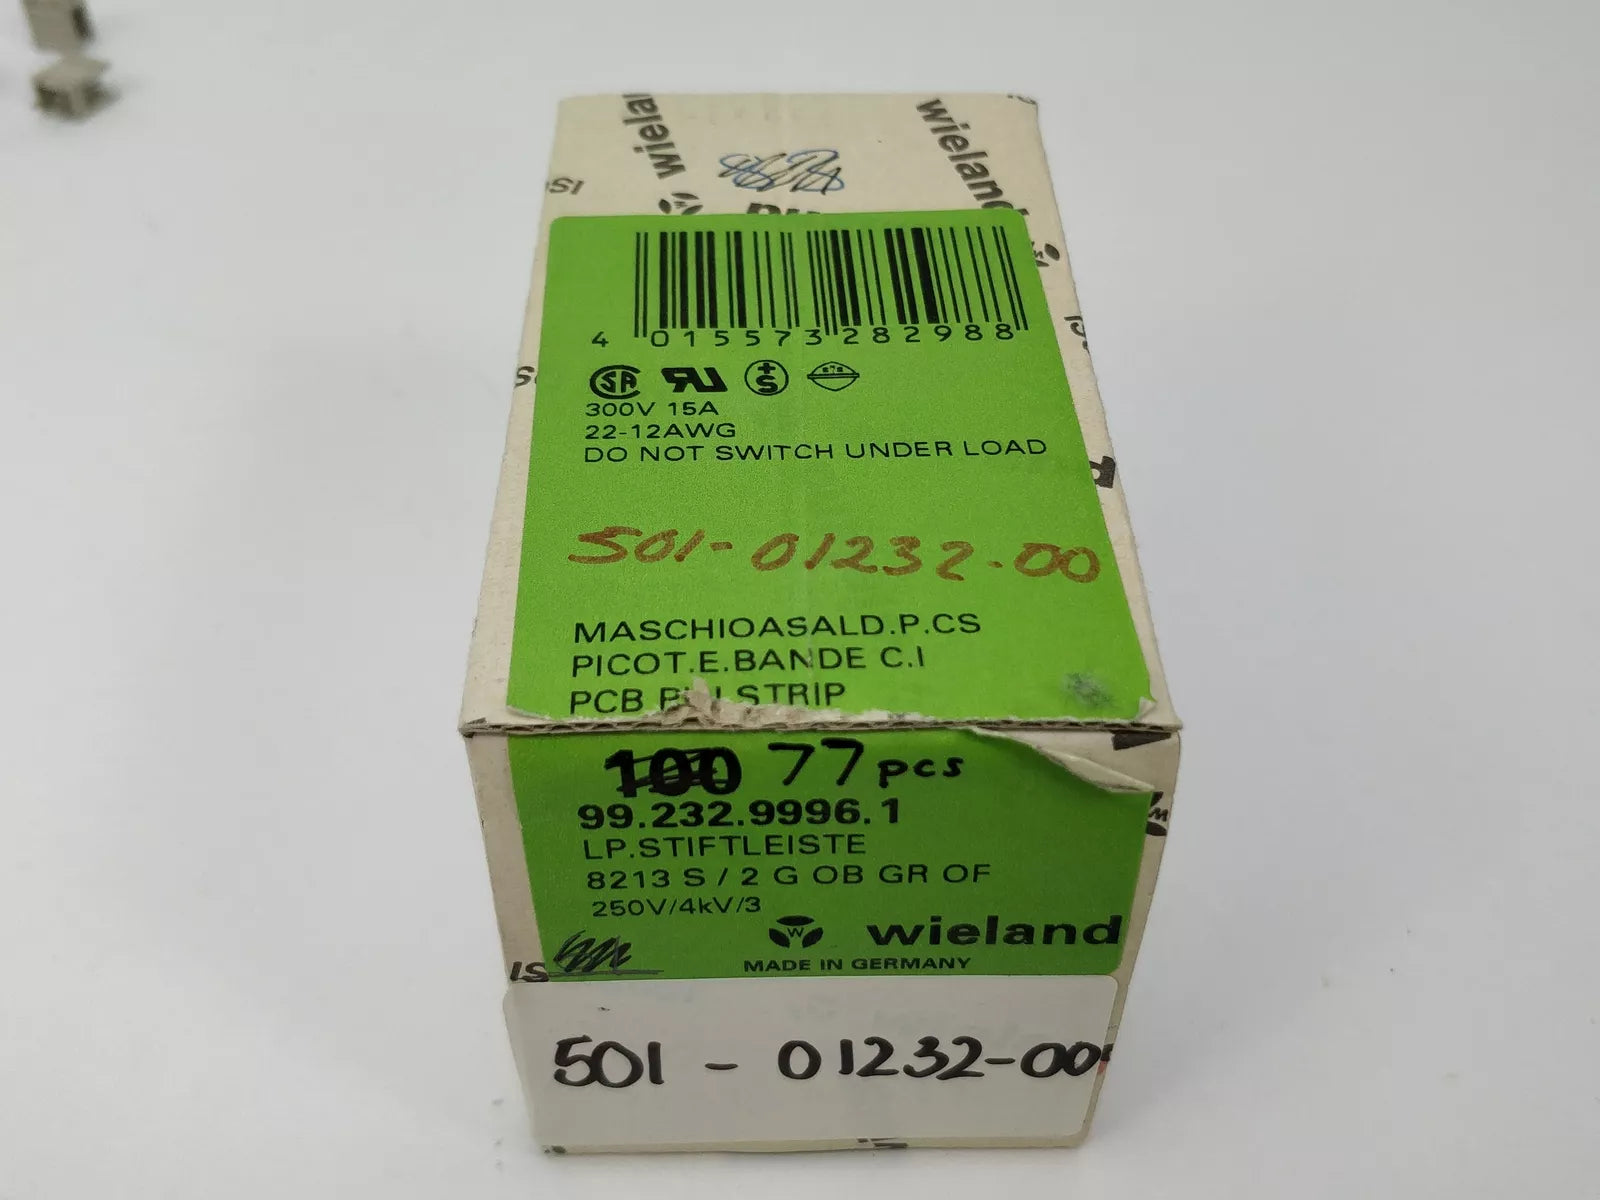 wieland
wieland
4 015573 282988
300V 15A
22-12AWG
DO NOT SWITCH UNDER LOAD
501-01232-00
MASCHIOASALD.P.CS
PICOT.E.BANDE C.I
PCB PIN STRIP
100 77 pcs
99.232.9996.1
LP.STIFTLEISTE
8213 S / 2 G OB GR OF
250V/4kV/3
wieland
MADE IN GERMANY
501 - 01232-00